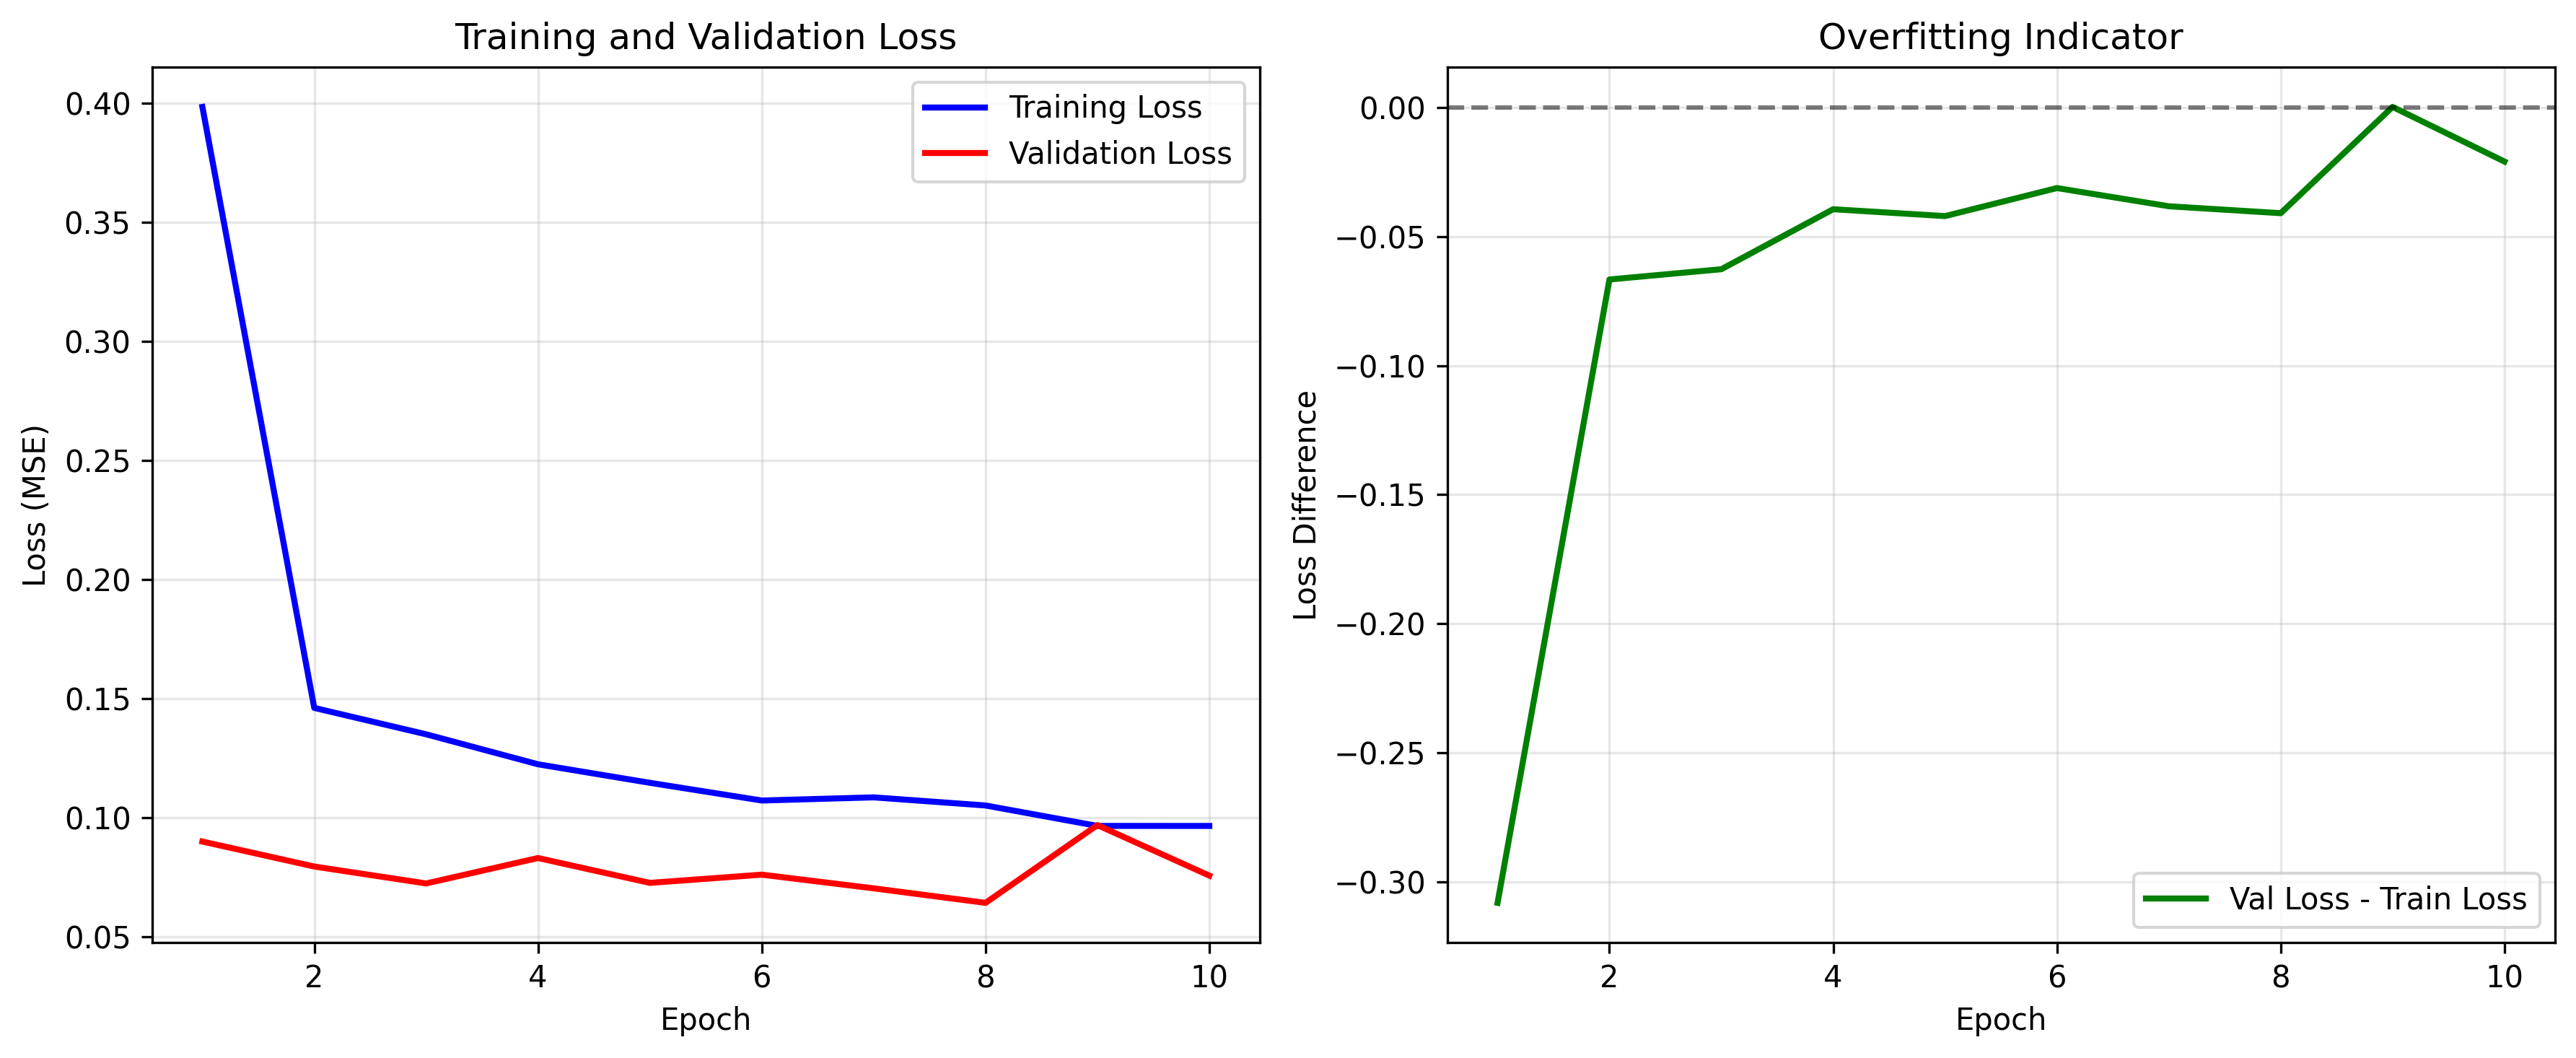 Training and Validation Loss
Loss (MSE)
0.40
0.35
0.30
0.25
0.20
0.15
0.10
0.05
Training Loss
Validation Loss
2 4 6 8 10
Epoch
Overfitting Indicator
Loss Difference
0.00
−0.05
−0.10
−0.15
−0.20
−0.25
−0.30
Val Loss - Train Loss
2 4 6 8 10
Epoch